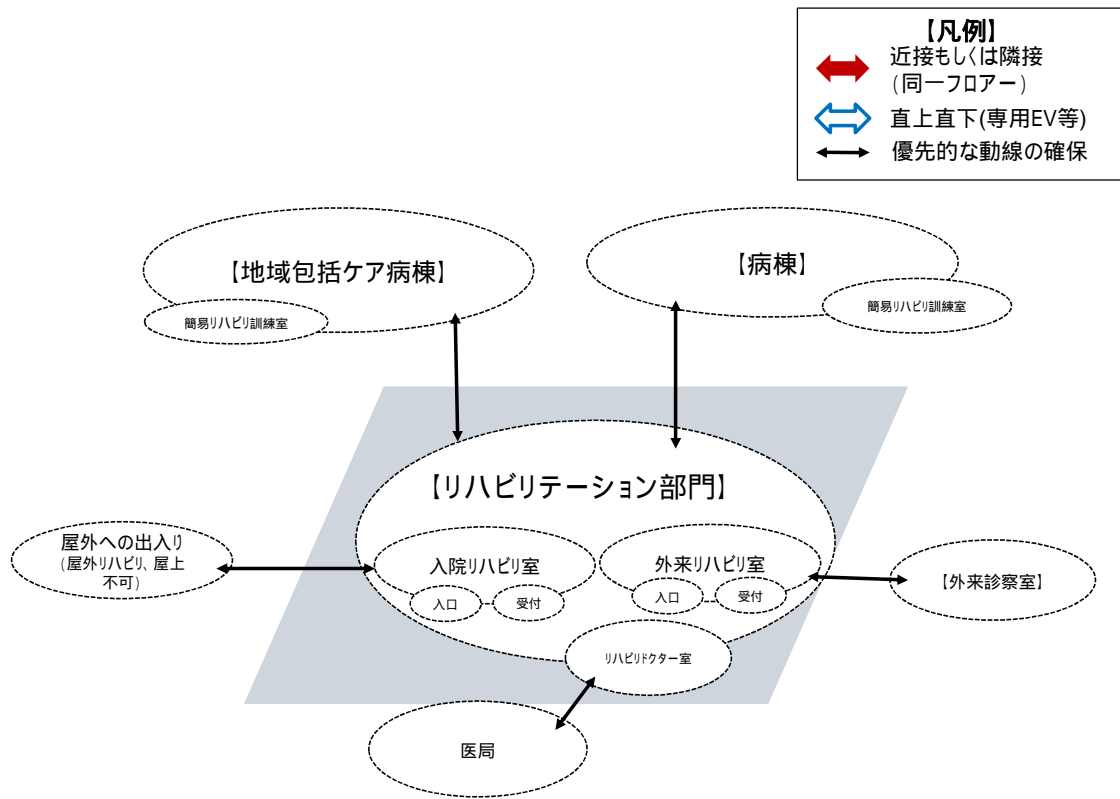 【凡例】
近接もしくは隣接
(同一フロアー)
直上直下(専用EV等)
優先的な動線の確保
【地域包括ケア病棟】
簡易リハビリ訓練室
【病棟】
簡易リハビリ訓練室
【リハビリテーション部門】
屋外への出入り
(屋外リハビリ、屋上
不可)
入院リハビリ室
入口
受付
外来リハビリ室
入口
受付
【外来診察室】
リハビリドクター室
医局